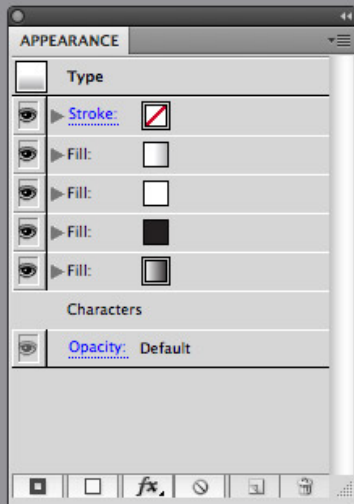 APPEARANCE
Type
Stroke:
Fill:
Fill:
Fill:
Fill:
Characters
Opacity: Default
fx